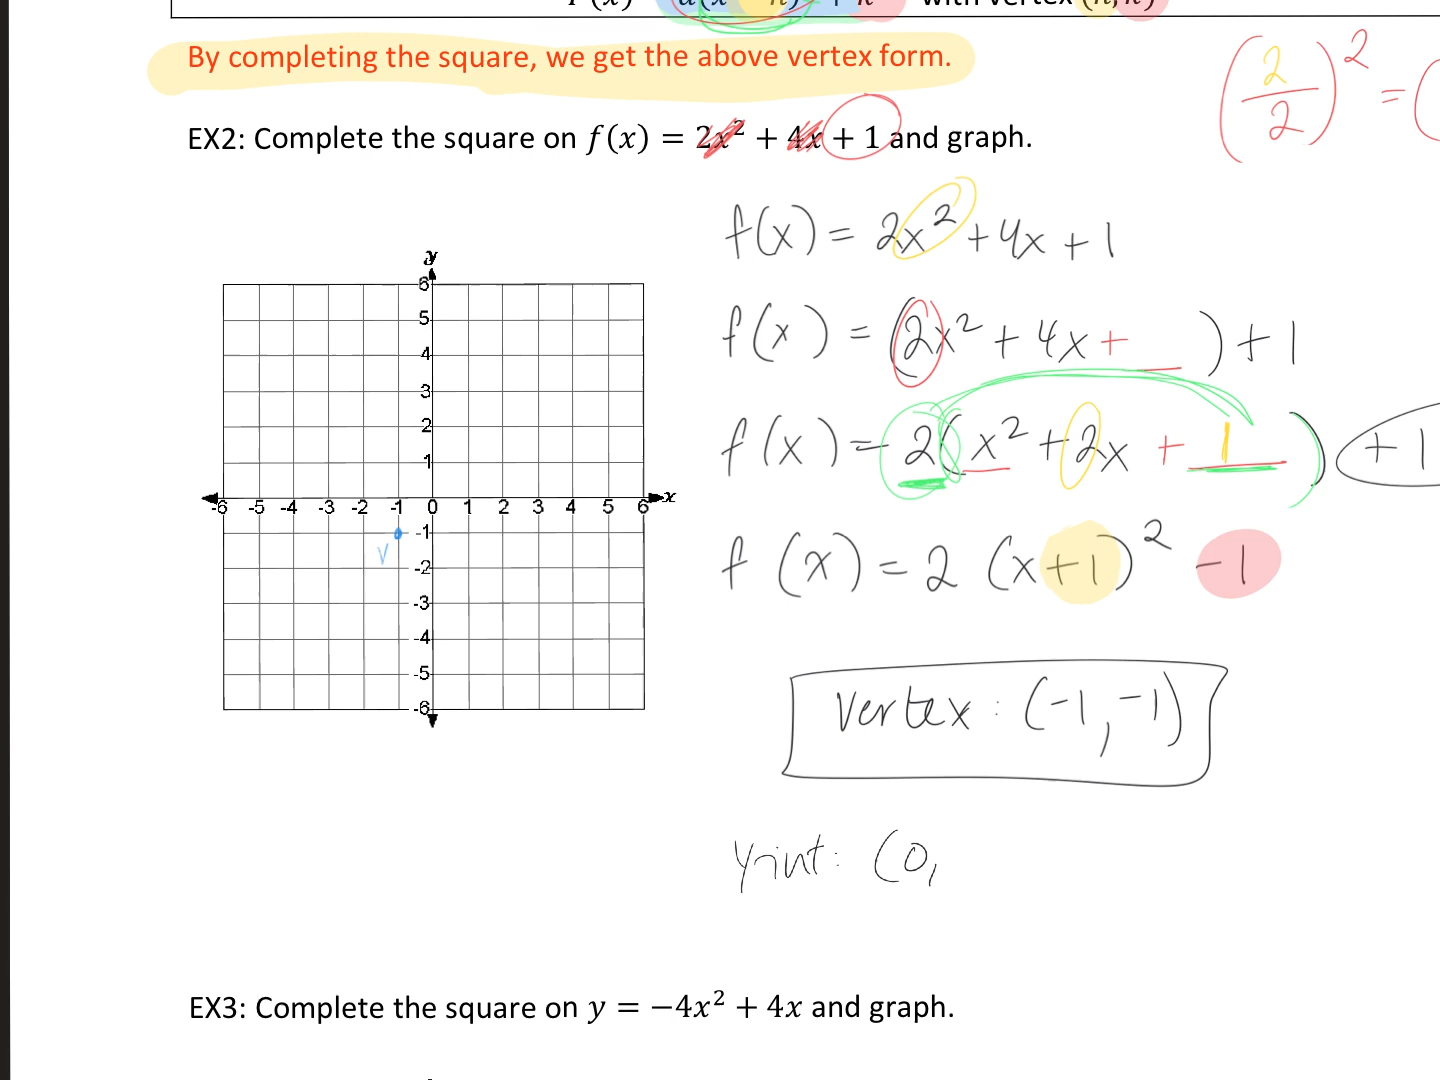 with vertex (h, k)
By completing the square, we get the above vertex form.
(2/2)² = (
EX2: Complete the square on f(x) = 2x² + 4x + 1 and graph.
f(x) = 2x² + 4x + 1
f(x) = (2x² + 4x + _ ) + 1
f(x) = 2(x² + 2x + 1 ) + 1
f(x) = 2(x+1)² - 1
Vertex: (-1, -1)
y-int: (0,
y
6
5
4
3
2
1
-6 -5 -4 -3 -2 -1 0 1 2 3 4 5 6 x
-1
V
-2
-3
-4
-5
-6
EX3: Complete the square on y = −4x² + 4x and graph.